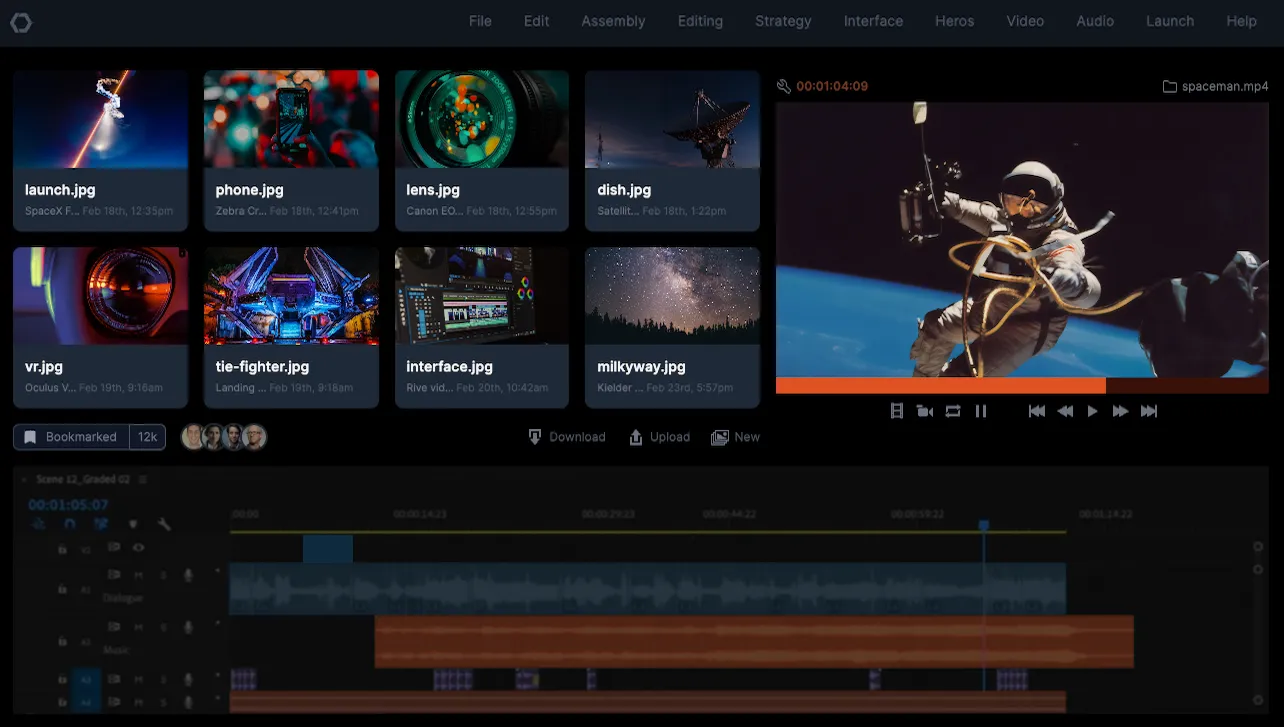 File Edit Assembly Editing Strategy Interface Heros Video Audio Launch Help
00:01:04:09 spaceman.mp4
launch.jpg
SpaceX F... Feb 18th, 12:35pm
phone.jpg
Zebra Cr... Feb 18th, 12:41pm
lens.jpg
Canon EO... Feb 18th, 12:55pm
dish.jpg
Satellit... Feb 18th, 1:22pm
vr.jpg
Oculus V... Feb 19th, 9:16am
tie-fighter.jpg
Landing ... Feb 19th, 9:18am
interface.jpg
Rive vid... Feb 20th, 10:42am
milkyway.jpg
Kielder ... Feb 23rd, 5:57pm
Bookmarked 12k
Download Upload New
Scene 12_Graded 02
00:01:05:07
:00:00 00:00:14:23 00:00:29:23 00:00:44:22 00:00:59:22 00:01:14:22
V2
A1 M S
Dialogue
M
Music
M S
M S